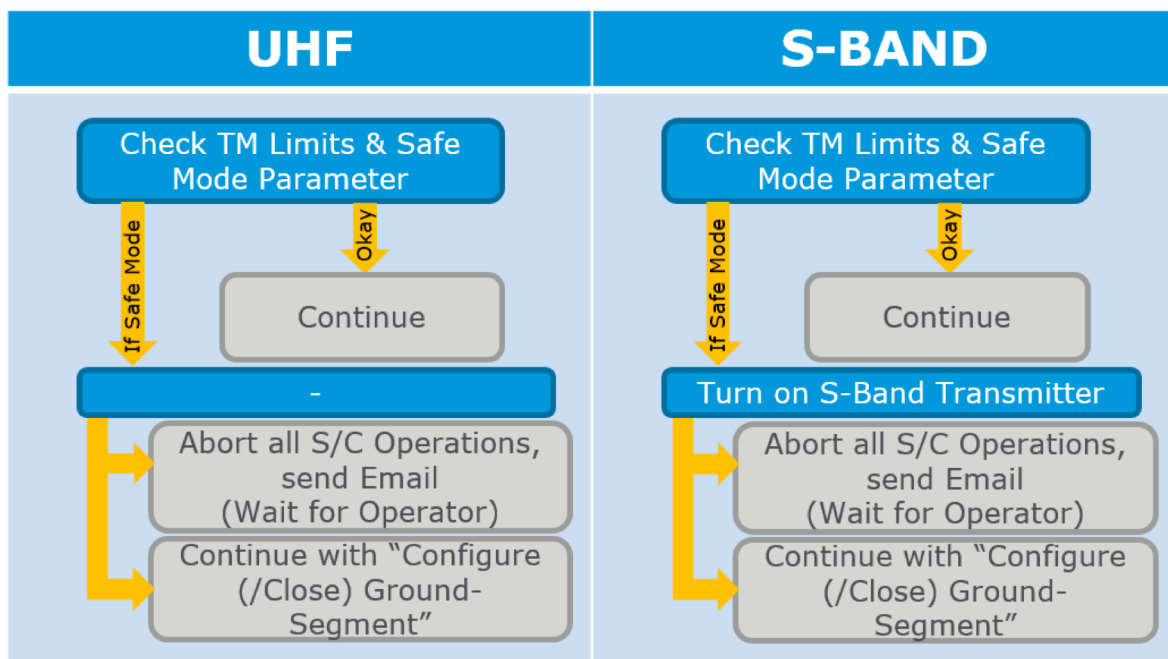 UHF
S-BAND
Check TM Limits & Safe
Mode Parameter
If Safe Mode
Okay
Continue
-
Abort all S/C Operations,
send Email
(Wait for Operator)
Continue with “Configure
(/Close) Ground-
Segment”
Check TM Limits & Safe
Mode Parameter
If Safe Mode
Okay
Continue
Turn on S-Band Transmitter
Abort all S/C Operations,
send Email
(Wait for Operator)
Continue with “Configure
(/Close) Ground-
Segment”